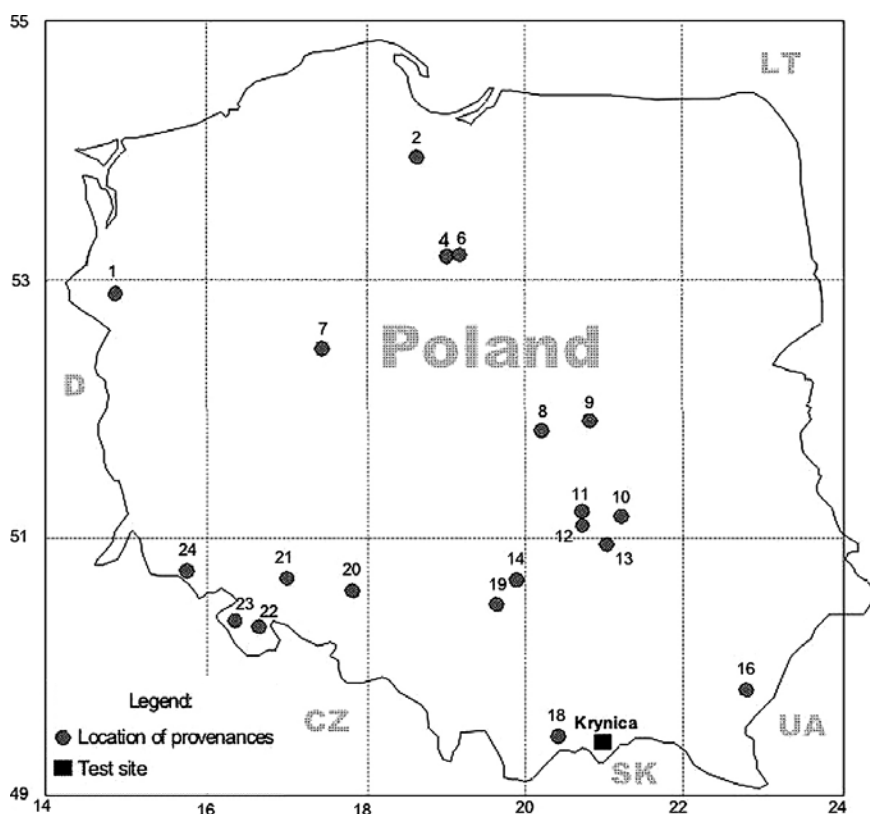 55
LT
2
4 6
53
1
7
Poland
D
9
8
11 10
12
13
51
24
21
14
20
19
23 22
16
Legend:
18
Krynica
CZ
UA
Location of provenances
Test site
SK
49
14 16 18 20 22 24